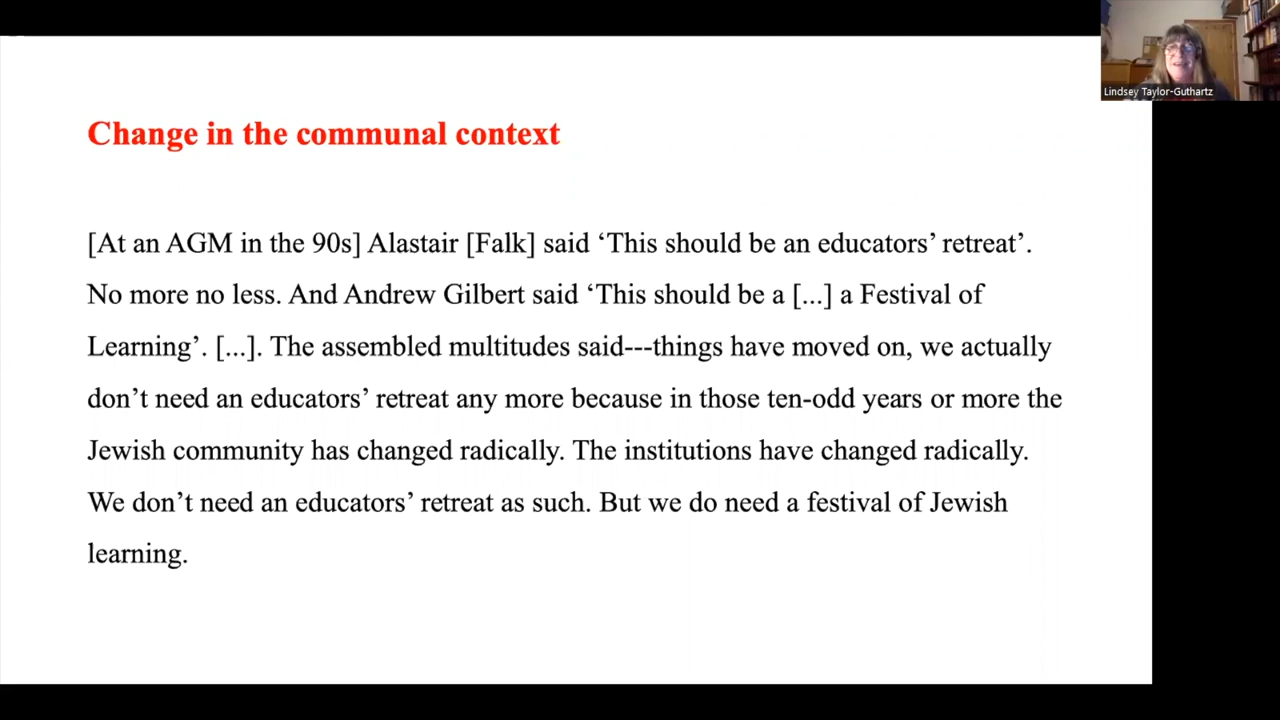 Lindsey Taylor-Guthartz
Change in the communal context
[At an AGM in the 90s] Alastair [Falk] said ‘This should be an educators’ retreat’.
No more no less. And Andrew Gilbert said ‘This should be a [...] a Festival of
Learning’. [...]. The assembled multitudes said---things have moved on, we actually
don’t need an educators’ retreat any more because in those ten-odd years or more the
Jewish community has changed radically. The institutions have changed radically.
We don’t need an educators’ retreat as such. But we do need a festival of Jewish
learning.